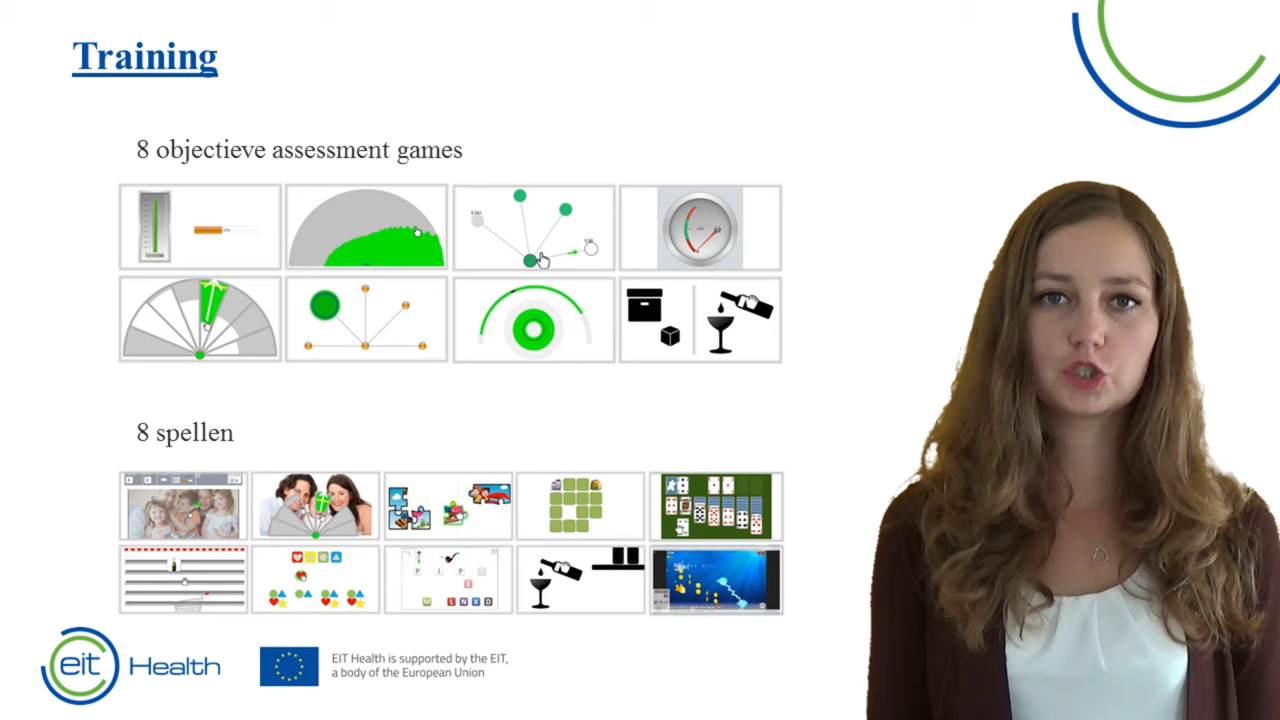 Training
8 objectieve assessment games
8 spellen
P I P
E
M L N K D
eit Health
EIT Health is supported by the EIT,
a body of the European Union